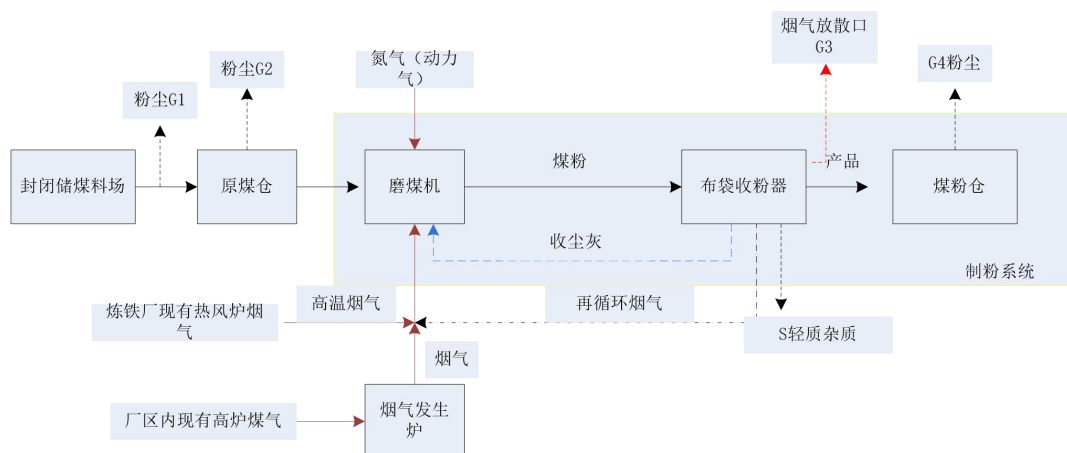 烟气放散口
G3
粉尘G2
氮气（动力
气）
G4粉尘
粉尘G1
封闭储煤料场
原煤仓
磨煤机
煤粉
布袋收粉器
产品
煤粉仓
收尘灰
制粉系统
高温烟气
再循环烟气
炼铁厂现有热风炉烟
气
S轻质杂质
烟气
厂区内现有高炉煤气
烟气发生
炉